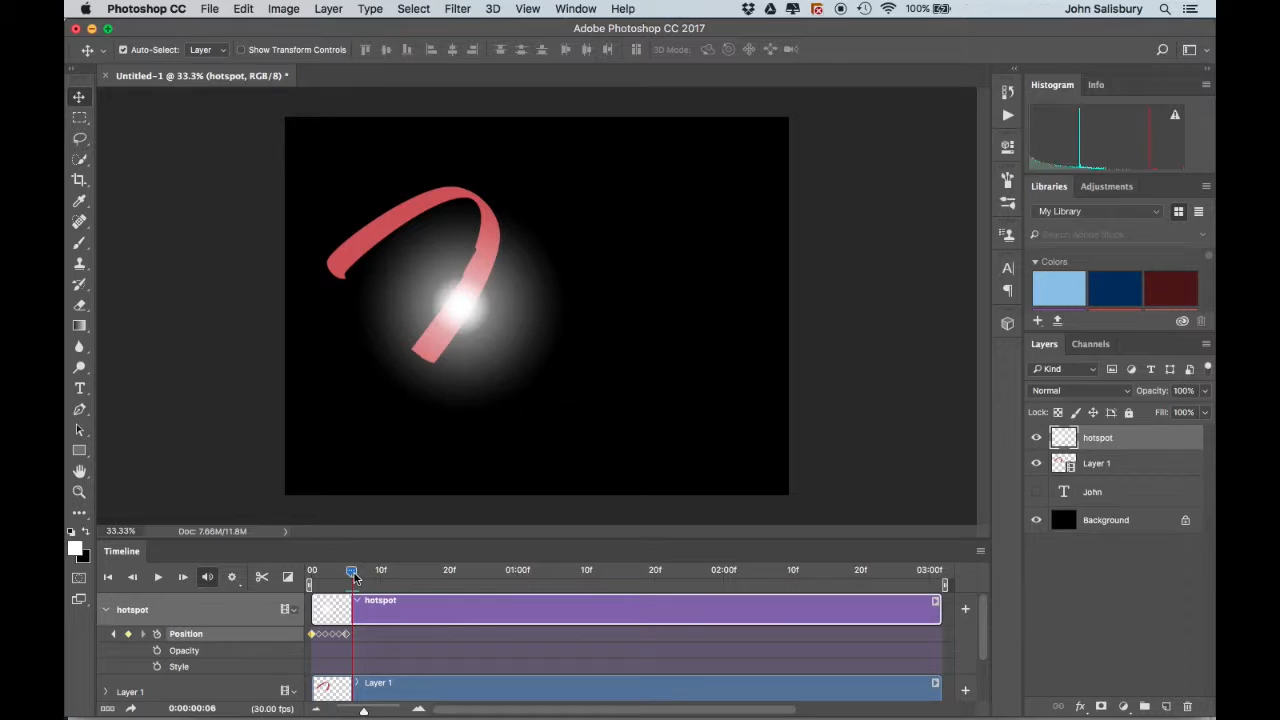 Photoshop CC File Edit Image Layer Type Select Filter 3D View Window Help 100% John Salisbury
Adobe Photoshop CC 2017
Auto-Select: Layer Show Transform Controls 3D Mode:
× Untitled-1 @ 33.3% (hotspot, RGB/8) *
Histogram Info
Libraries Adjustments
My Library
Search Adobe Stock
Colors
Layers Channels
Kind
Normal Opacity: 100%
Lock: Fill: 100%
hotspot
Layer 1
T John
Background
33.33% Doc: 7.66M/11.8M
Timeline
00 10f 20f 01:00f 10f 20f 02:00f 10f 20f 03:00f
hotspot hotspot
Position
Opacity
Style
Layer 1 Layer 1
0:00:00:06 (30.00 fps)